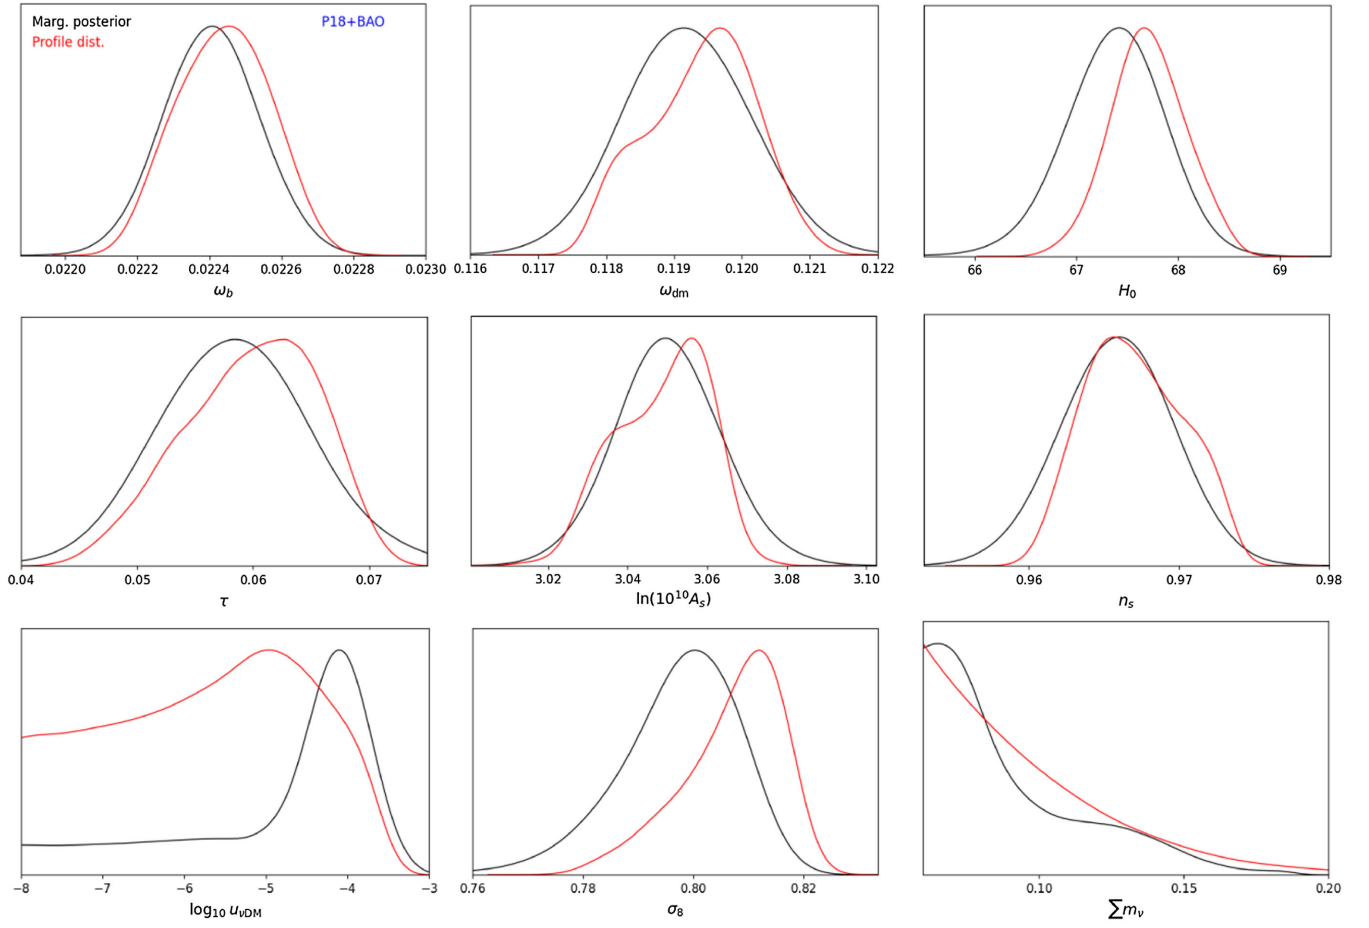 Marg. posterior P18+BAO
Profile dist.
0.0220 0.0222 0.0224 0.0226 0.0228 0.0230
ω_b
0.116 0.117 0.118 0.119 0.120 0.121 0.122
ω_dm
66 67 68 69
H_0
0.04 0.05 0.06 0.07
τ
3.02 3.04 3.06 3.08 3.10
ln(10^10 A_s)
0.96 0.97 0.98
n_s
−8 −7 −6 −5 −4 −3
log_10 u_νDM
0.76 0.78 0.80 0.82
σ_8
0.10 0.15 0.20
∑m_ν